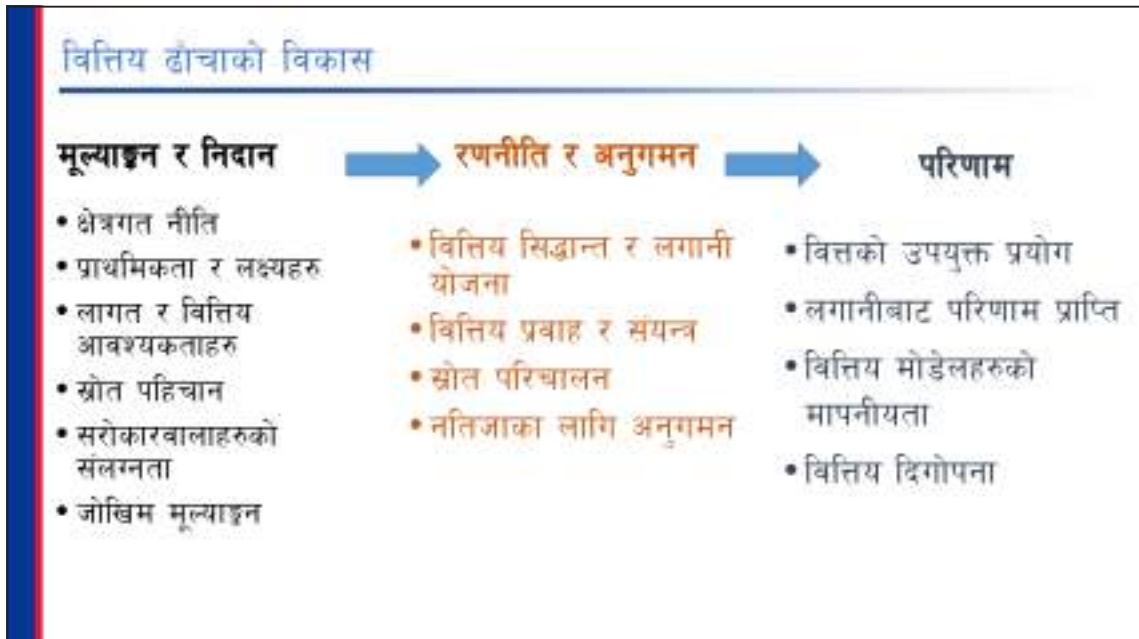 वित्तिय ढाँचाको विकास
मूल्याङ्कन र निदान
• क्षेत्रगत नीति
• प्राथमिकता र लक्ष्यहरु
• लागत र वित्तिय
आवश्यकताहरु
• स्रोत पहिचान
• सरोकारवालाहरुको
संलग्नता
• जोखिम मूल्याङ्कन
रणनीति र अनुगमन
• वित्तिय सिद्धान्त र लगानी
योजना
• वित्तिय प्रवाह र संयन्त्र
• स्रोत परिचालन
• नतिजाका लागि अनुगमन
परिणाम
• वित्तको उपयुक्त प्रयोग
• लगानीबाट परिणाम प्राप्ति
• वित्तिय मोडेलहरुको
मापनीयता
• वित्तिय दिगोपना